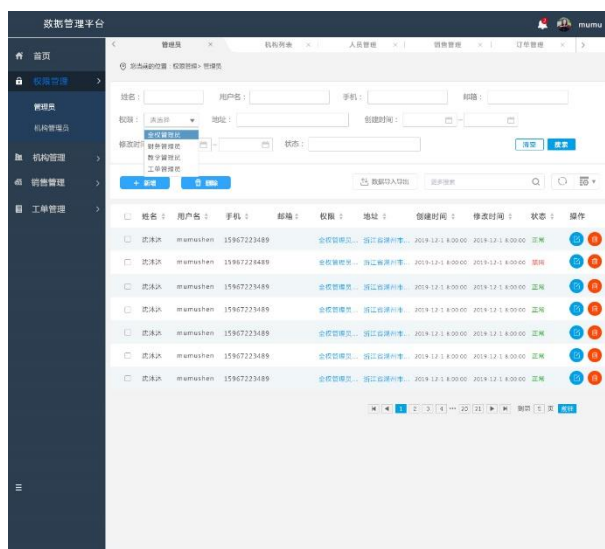 数据管理平台
mumu
首页
权限管理
管理员
机构管理员
机构管理
销售管理
工单管理
管理员 × 机构列表 × 人员管理 × 销售管理 × 订单管理 ×
您当前的位置：权限管理> 管理员
姓名： 用户名： 手机： 邮箱：
权限： 请选择 地址： 创建时间： -
全权管理员
财务管理员
数字管理员
工单管理员
修改时间 - 状态： 清空 搜索
+ 新增 删除 数据导入导出
姓名 用户名 手机 邮箱 权限 地址 创建时间 修改时间 状态 操作
沈沐沐 mumushen 15967223489 全权管理员... 浙江省湖州市... 2019-12-1 8:00:00 2019-12-1 8:00:00 正常
沈沐沐 mumushen 15967223489 全权管理员... 浙江省湖州市... 2019-12-1 8:00:00 2019-12-1 8:00:00 禁用
沈沐沐 mumushen 15967223489 全权管理员... 浙江省湖州市... 2019-12-1 8:00:00 2019-12-1 8:00:00 正常
沈沐沐 mumushen 15967223489 全权管理员... 浙江省湖州市... 2019-12-1 8:00:00 2019-12-1 8:00:00 正常
沈沐沐 mumushen 15967223489 全权管理员... 浙江省湖州市... 2019-12-1 8:00:00 2019-12-1 8:00:00 正常
沈沐沐 mumushen 15967223489 全权管理员... 浙江省湖州市... 2019-12-1 8:00:00 2019-12-1 8:00:00 正常
沈沐沐 mumushen 15967223489 全权管理员... 浙江省湖州市... 2019-12-1 8:00:00 2019-12-1 8:00:00 正常
1 2 3 4 ... 20 21 到第 5 页